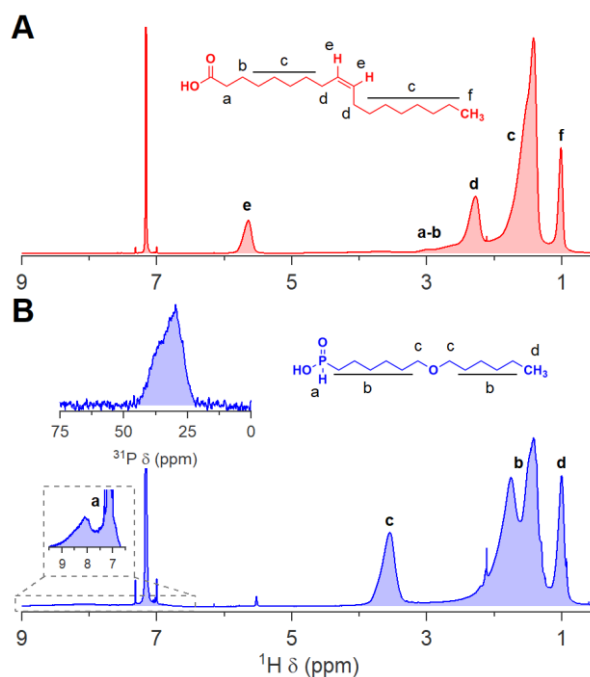 A
e
H
e
H
O
HO
b
c
a
d
d
c
f
CH₃
e
a-b
d
c
f
9
7
5
3
1
B
75
50
25
0
³¹P δ (ppm)
O
HO
P
H
a
b
c
c
O
b
d
CH₃
a
9
8
7
c
b
d
9
7
5
3
1
¹H δ (ppm)